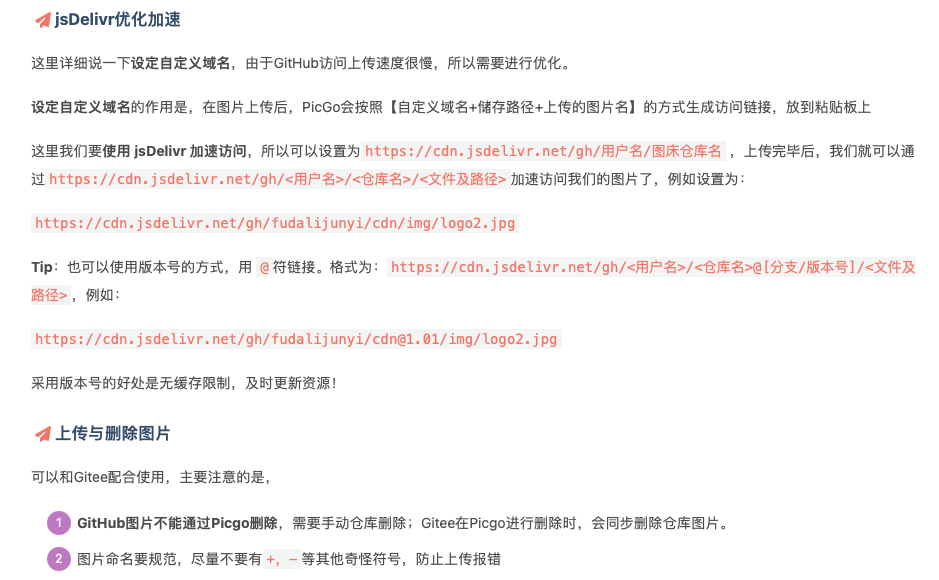 jsDelivr优化加速
这里详细说一下设定自定义域名，由于GitHub访问上传速度很慢，所以需要进行优化。
设定自定义域名的作用是，在图片上传后，PicGo会按照【自定义域名+储存路径+上传的图片名】的方式生成访问链接，放到粘贴板上
这里我们要使用 jsDelivr 加速访问，所以可以设置为 https://cdn.jsdelivr.net/gh/用户名/图床仓库名 ，上传完毕后，我们就可以通
过 https://cdn.jsdelivr.net/gh/<用户名>/<仓库名>/<文件及路径> 加速访问我们的图片了，例如设置为：
https://cdn.jsdelivr.net/gh/fudalijunyi/cdn/img/logo2.jpg
Tip：也可以使用版本号的方式，用 @ 符链接。格式为： https://cdn.jsdelivr.net/gh/<用户名>/<仓库名>@[分支/版本号]/<文件及
路径> ，例如：
https://cdn.jsdelivr.net/gh/fudalijunyi/cdn@1.01/img/logo2.jpg
采用版本号的好处是无缓存限制，及时更新资源！
上传与删除图片
可以和Gitee配合使用，主要注意的是，
1 GitHub图片不能通过Picgo删除，需要手动仓库删除；Gitee在Picgo进行删除时，会同步删除仓库图片。
2 图片命名要规范，尽量不要有 +，— 等其他奇怪符号，防止上传报错